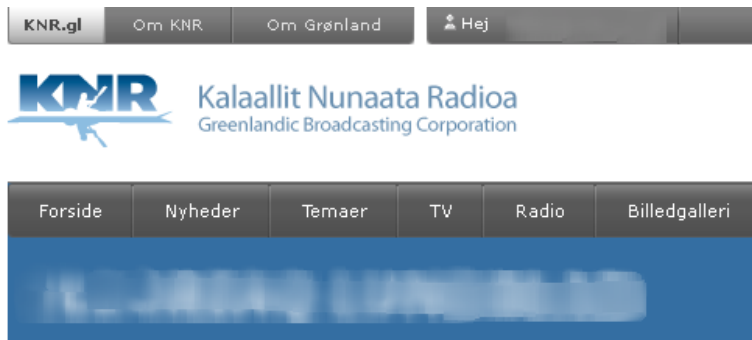 KNR.gl Om KNR Om Grønland Hej
KNR
Kalaallit Nunaata Radioa
Greenlandic Broadcasting Corporation
Forside Nyheder Temaer TV Radio Billedgalleri